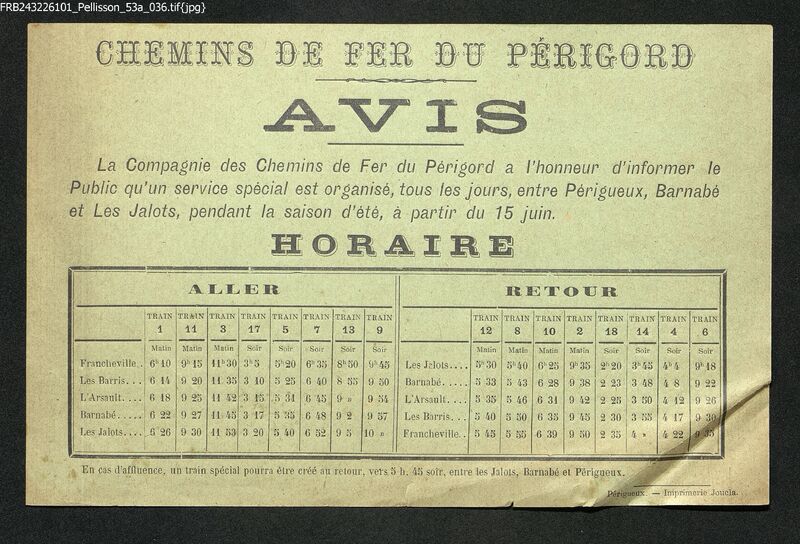 FRB243226101_Pellisson_53a_036.tif{jpg}
CHEMINS DE FER DU PÉRIGORD
AVIS
La Compagnie des Chemins de Fer du Périgord a l'honneur d'informer le
Public qu'un service spécial est organisé, tous les jours, entre Périgueux, Barnabé
et Les Jalots, pendant la saison d'été, à partir du 15 juin.
HORAIRE
ALLER RETOUR
TRAIN TRAIN TRAIN TRAIN TRAIN TRAIN TRAIN TRAIN TRAIN TRAIN TRAIN TRAIN TRAIN TRAIN TRAIN TRAIN
1 11 3 17 5 7 13 9 12 8 10 2 18 14 4 6
Matin Matin Matin Soir Soir Soir Soir Soir Matin Matin Matin Matin Soir Soir Soir Soir
Francheville. 6h10 9h15 11h30 3h5 5h20 6h35 8h50 9h45 Les Jalots.... 5h30 5h40 6h25 9h35 2h20 3h45 4h4 9h18
Les Barris... 6 14 9 20 11 35 3 10 5 25 6 40 8 55 9 50 Barnabé..... 5 33 5 43 6 28 9 38 2 23 3 48 4 8 9 22
L'Arsault.... 6 18 9 25 11 42 3 15 5 31 6 45 9 » 9 54 L'Arsault.... 5 35 5 46 6 31 9 42 2 25 3 50 4 12 9 26
Barnabé..... 6 22 9 27 11 45 3 17 5 35 6 48 9 2 9 57 Les Barris... 5 40 5 50 6 35 9 45 2 30 3 55 4 17 9 30
Les Jalots.... 6 26 9 30 11 53 3 20 5 40 6 52 9 5 10 » Francheville.. 5 45 5 55 6 39 9 50 2 35 4 » 4 22 9 35
En cas d'affluence, un train spécial pourra être créé au retour, vers 5 h. 45 soir, entre les Jalots, Barnabé et Périgueux.
Périgueux. — Imprimerie Joucla.